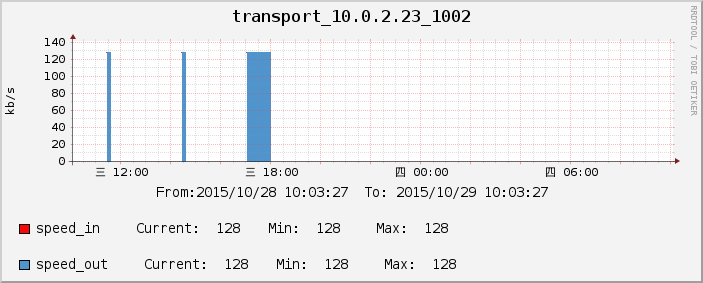 transport_10.0.2.23_1002
RRDTOOL / TOBI OETIKER
kb/s
140
120
100
80
60
40
20
0
三 12:00 三 18:00 四 00:00 四 06:00
From:2015/10/28 10:03:27 To: 2015/10/29 10:03:27
speed_in Current: 128 Min: 128 Max: 128
speed_out Current: 128 Min: 128 Max: 128